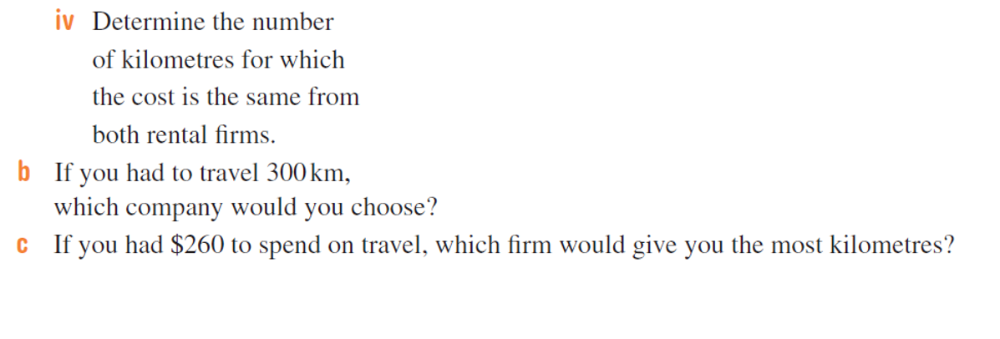 iv Determine the number
of kilometres for which
the cost is the same from
both rental firms.
b If you had to travel 300 km,
which company would you choose?
c If you had $260 to spend on travel, which firm would give you the most kilometres?